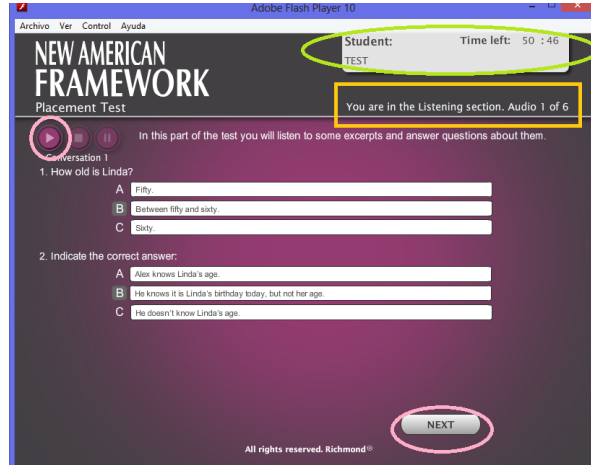 Adobe Flash Player 10
Archivo Ver Control Ayuda
NEW AMERICAN
FRAMEWORK
Placement Test
Student: Time left: 50 : 46
TEST
You are in the Listening section. Audio 1 of 6
In this part of the test you will listen to some excerpts and answer questions about them.
Conversation 1
1. How old is Linda?
A Fifty.
B Between fifty and sixty.
C Sixty.
2. Indicate the correct answer:
A Alex knows Linda's age.
B He knows it is Linda's birthday today, but not her age.
C He doesn't know Linda's age.
NEXT
All rights reserved. Richmond®